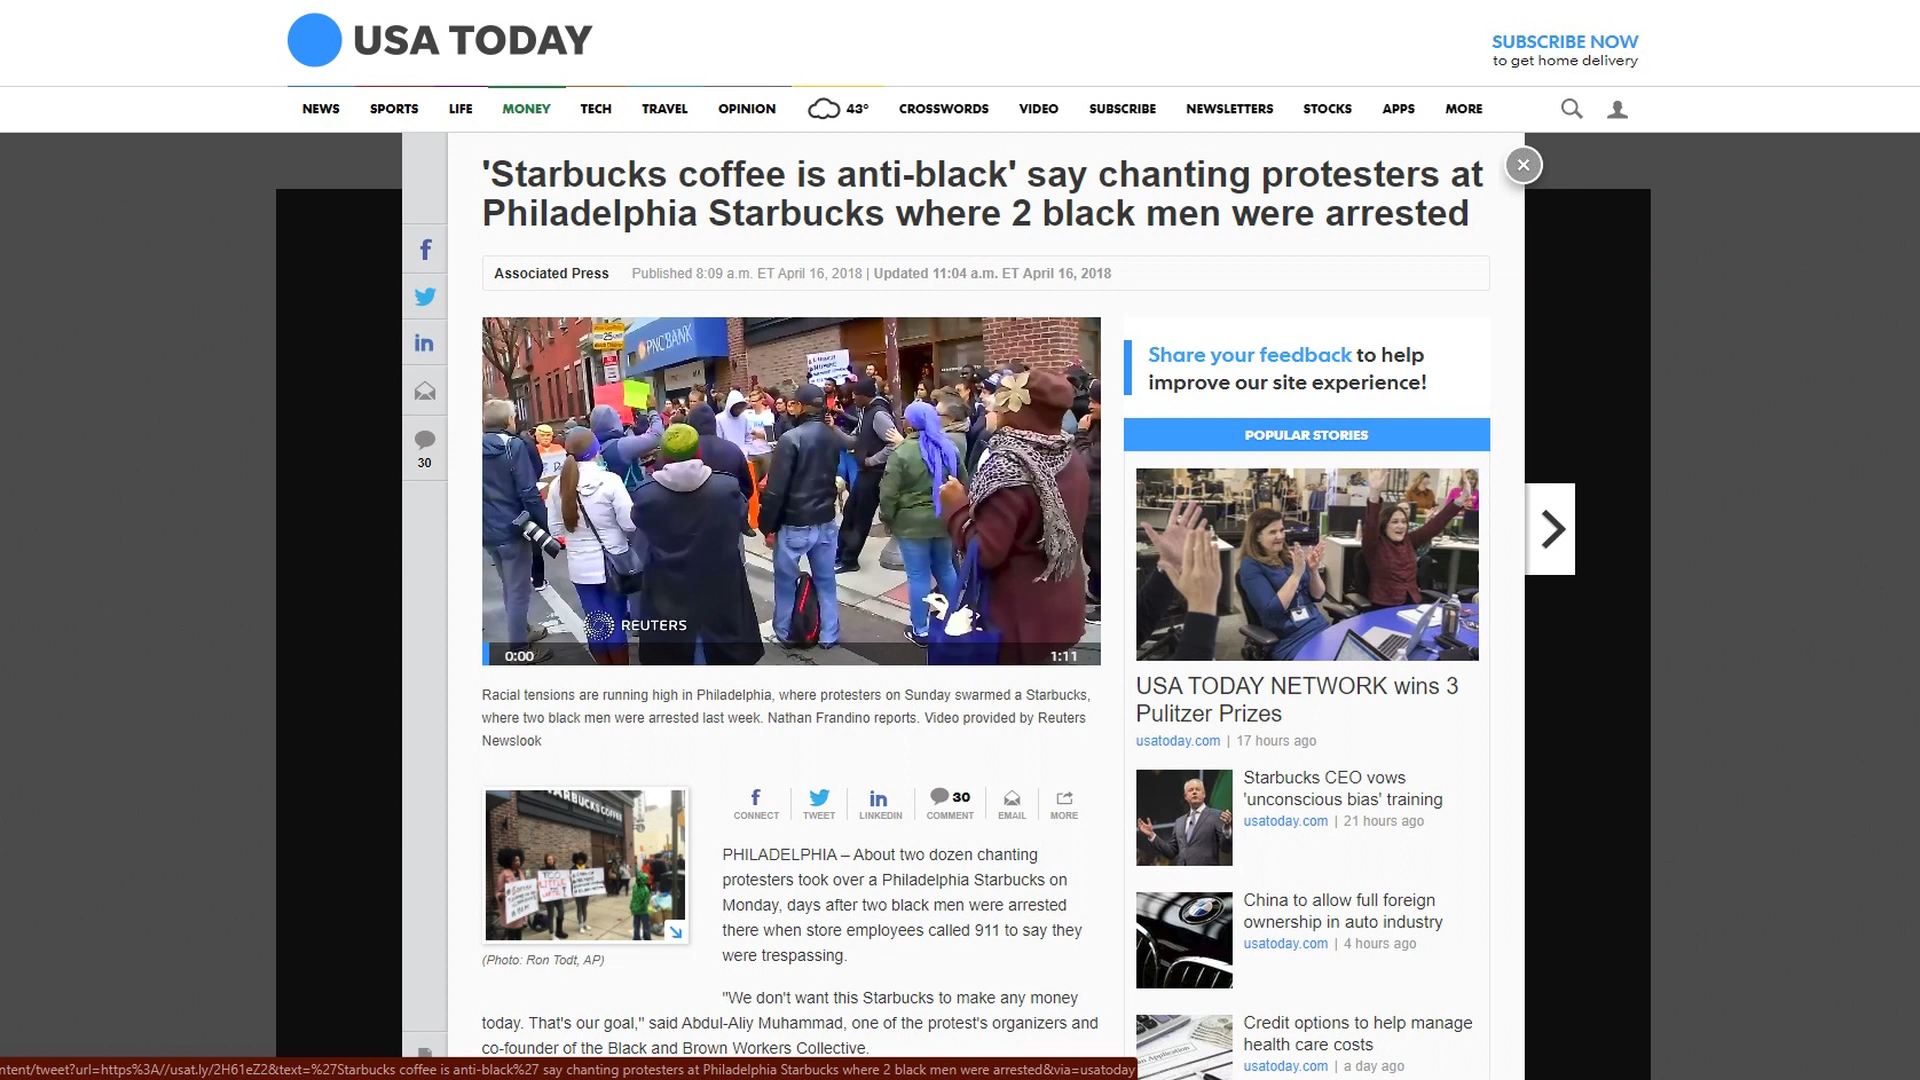 USA TODAY
SUBSCRIBE NOW
to get home delivery
NEWS SPORTS LIFE MONEY TECH TRAVEL OPINION 43° CROSSWORDS VIDEO SUBSCRIBE NEWSLETTERS STOCKS APPS MORE
'Starbucks coffee is anti-black' say chanting protesters at
Philadelphia Starbucks where 2 black men were arrested
Associated Press Published 8:09 a.m. ET April 16, 2018 | Updated 11:04 a.m. ET April 16, 2018
30
PNC BANK
25
REUTERS
0:00 1:11
Racial tensions are running high in Philadelphia, where protesters on Sunday swarmed a Starbucks,
where two black men were arrested last week. Nathan Frandino reports. Video provided by Reuters
Newslook
(Photo: Ron Todt, AP)
30
CONNECT TWEET LINKEDIN COMMENT EMAIL MORE
PHILADELPHIA – About two dozen chanting
protesters took over a Philadelphia Starbucks on
Monday, days after two black men were arrested
there when store employees called 911 to say they
were trespassing.
"We don't want this Starbucks to make any money
today. That's our goal," said Abdul-Aliy Muhammad, one of the protest's organizers and
co-founder of the Black and Brown Workers Collective.
Share your feedback to help
improve our site experience!
POPULAR STORIES
USA TODAY NETWORK wins 3
Pulitzer Prizes
usatoday.com | 17 hours ago
Starbucks CEO vows
'unconscious bias' training
usatoday.com | 21 hours ago
China to allow full foreign
ownership in auto industry
usatoday.com | 4 hours ago
Credit options to help manage
health care costs
usatoday.com | a day ago
ntent/tweet?url=https%3A//usat.ly/2H61eZ2&text=%27Starbucks coffee is anti-black%27 say chanting protesters at Philadelphia Starbucks where 2 black men were arrested&via=usatoday